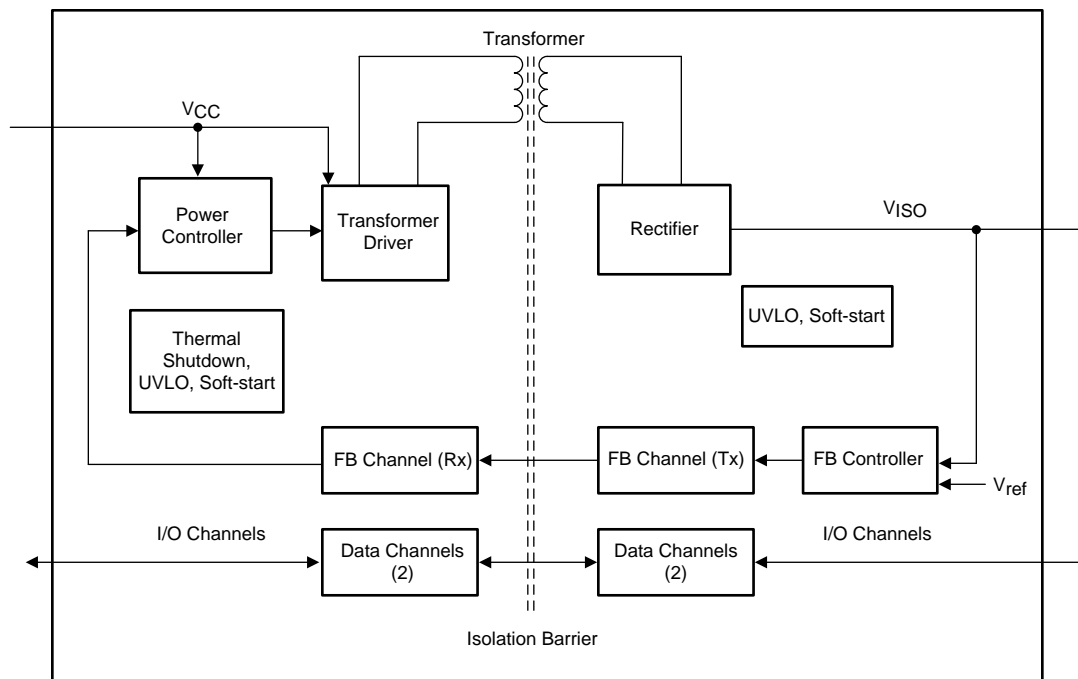 Transformer
VCC
Power
Controller
Transformer
Driver
Rectifier
VISO
Thermal
Shutdown,
UVLO, Soft-start
UVLO, Soft-start
FB Channel (Rx)
FB Channel (Tx)
FB Controller
Vref
I/O Channels
Data Channels
(2)
Data Channels
(2)
I/O Channels
Isolation Barrier